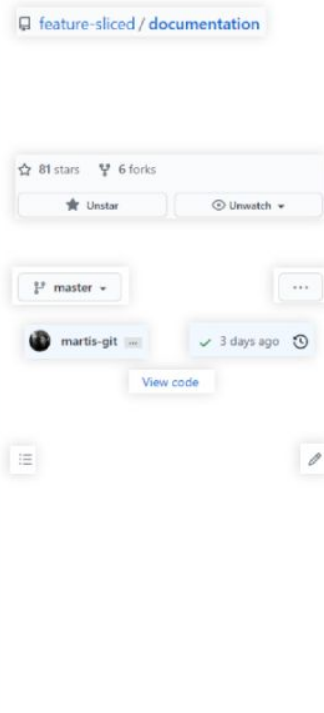 feature-sliced / documentation
81 stars 6 forks
Unstar Unwatch
master ...
martis-git ... 3 days ago
View code